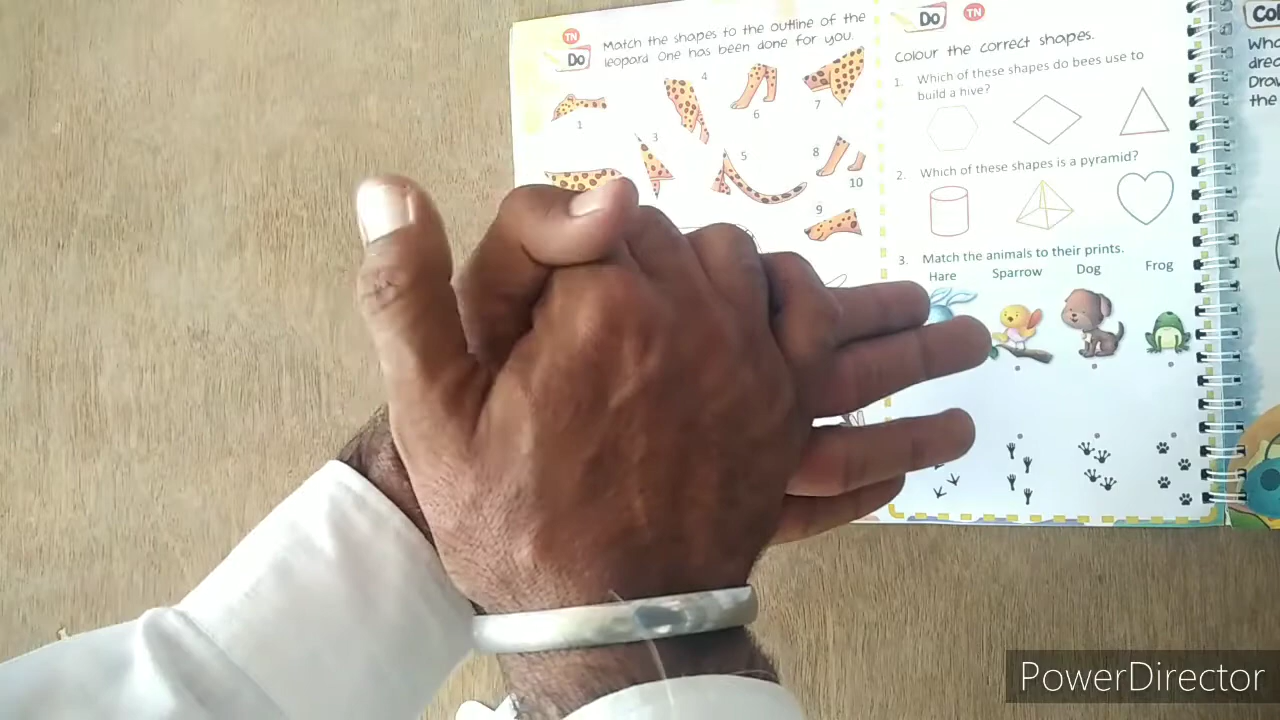 TN
Do
Match the shapes to the outline of the
leopard. One has been done for you.
1
4
6
7
3
5
8
10
9
Do
TN
Colour the correct shapes.
1. Which of these shapes do bees use to
build a hive?
2. Which of these shapes is a pyramid?
3. Match the animals to their prints.
Hare Sparrow Dog Frog
Do
PowerDirector